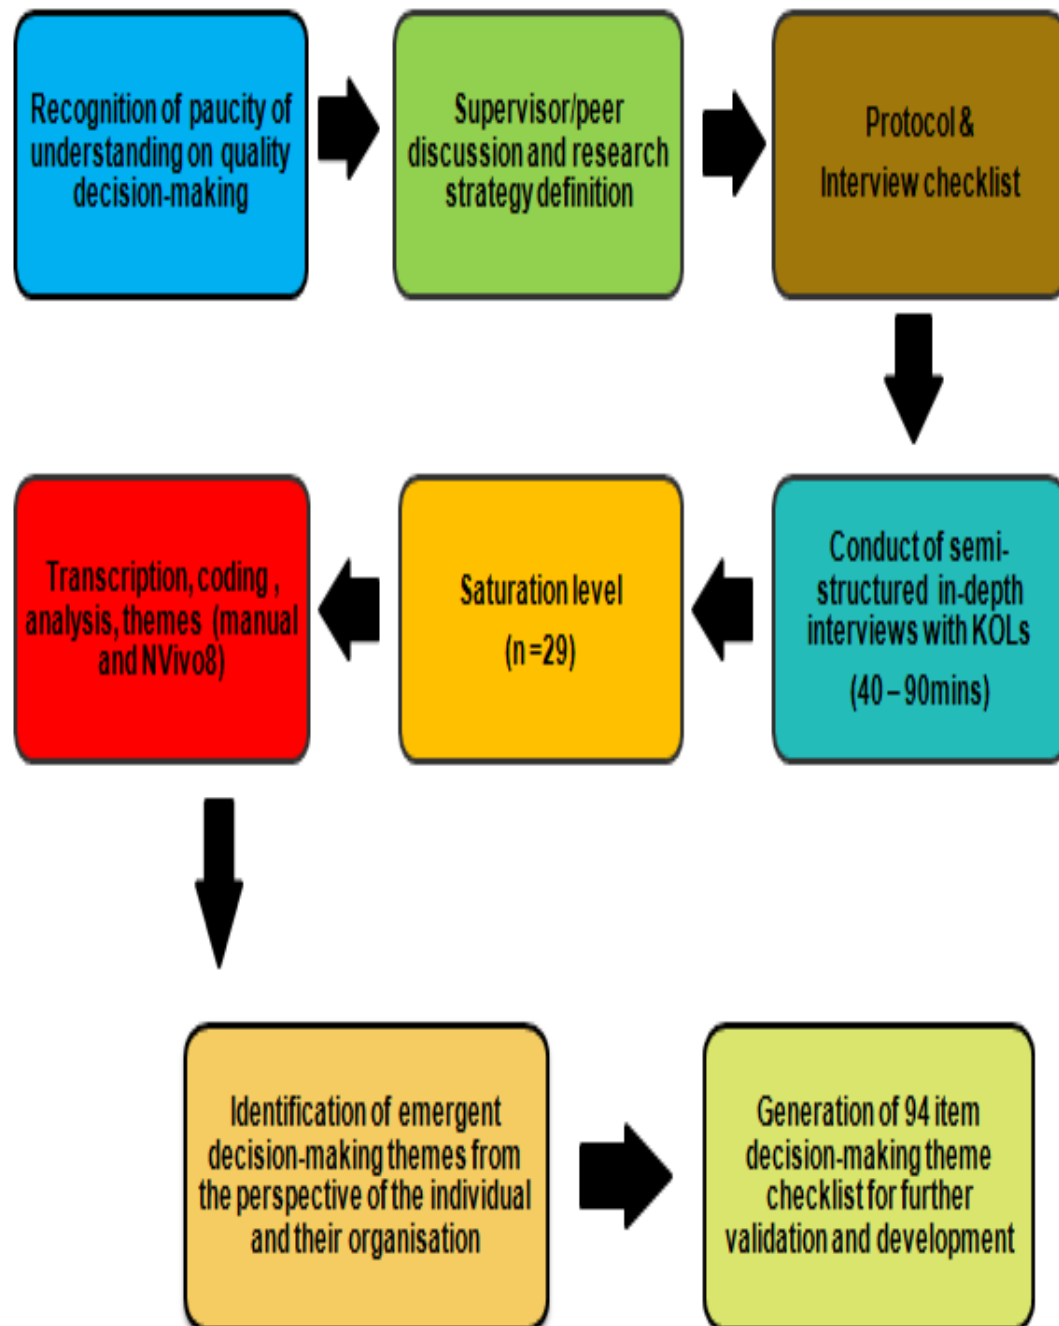 Recognition of paucity of
understanding on quality
decision-making
Supervisor/peer
discussion and research
strategy definition
Protocol &
Interview checklist
Conduct of semi-
structured in-depth
interviews with KOLs
(40 – 90mins)
Saturation level
(n =29)
Transcription, coding ,
analysis, themes (manual
and NVivo8)
Identification of emergent
decision-making themes from
the perspective of the individual
and their organisation
Generation of 94 item
decision-making theme
checklist for further
validation and development